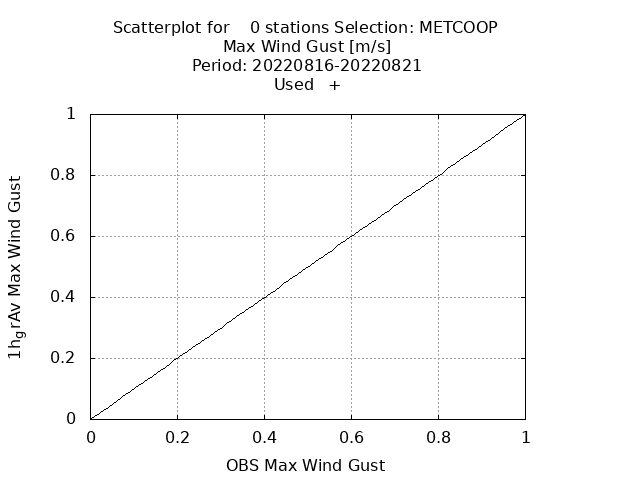 Scatterplot for    0 stations Selection: METCOOP
Max Wind Gust [m/s]
Period: 20220816-20220821
Used +
1
0.8
0.6
0.4
0.2
0
0 0.2 0.4 0.6 0.8 1
1hgrAv Max Wind Gust
OBS Max Wind Gust